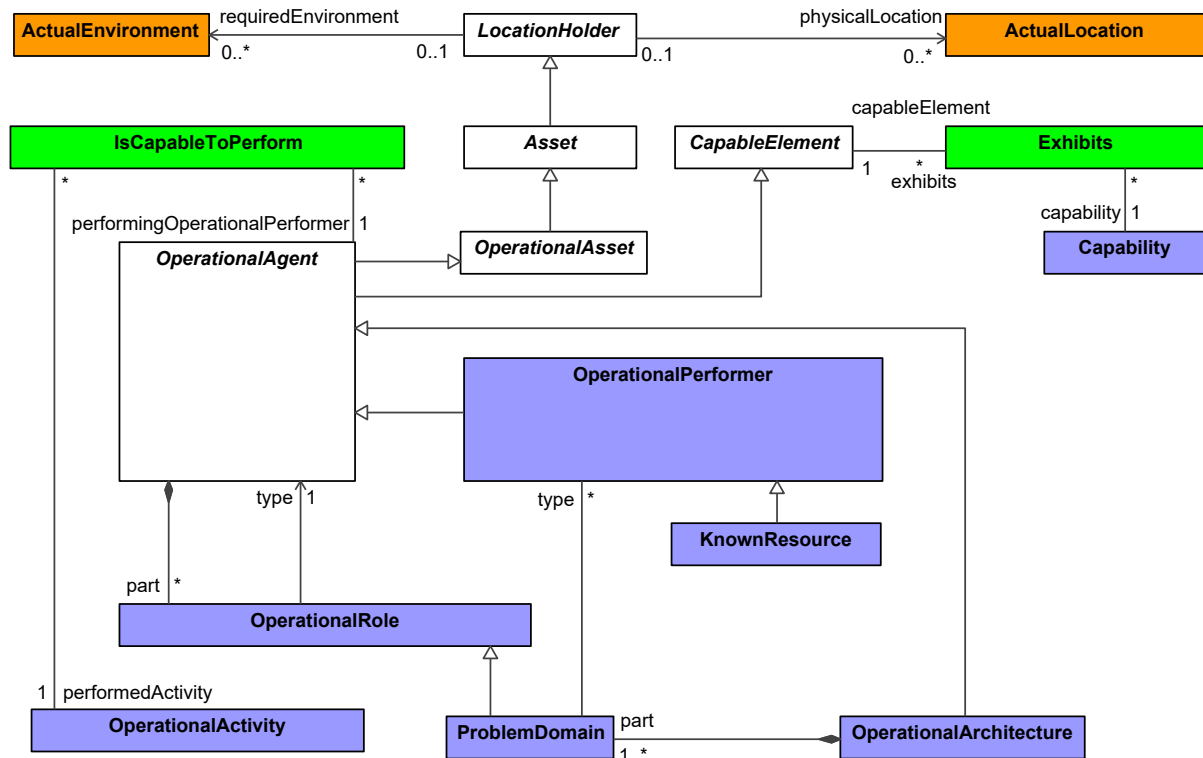 requiredEnvironment
physicalLocation
ActualEnvironment
LocationHolder
ActualLocation
0..*
0..1
0..1
0..*
capableElement
IsCapableToPerform
Asset
CapableElement
Exhibits
*
*
1
*
exhibits
*
performingOperationalPerformer
1
capability
1
OperationalAgent
OperationalAsset
Capability
OperationalPerformer
type
1
type
*
KnownResource
part
*
OperationalRole
1
performedActivity
OperationalActivity
ProblemDomain
part
1..*
OperationalArchitecture